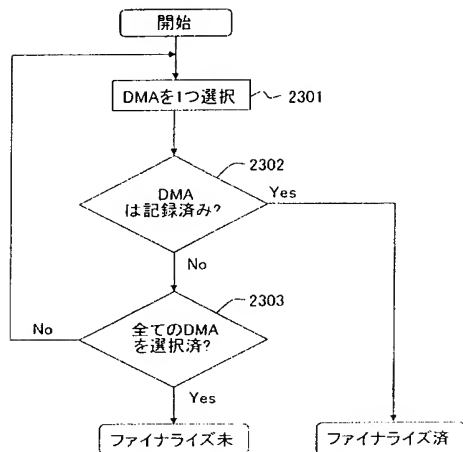 開始
DMAを1つ選択
2301
2302
DMA
は記録済み?
Yes
No
2303
全てのDMA
を選択済?
No
Yes
ファイナライズ未
ファイナライズ済